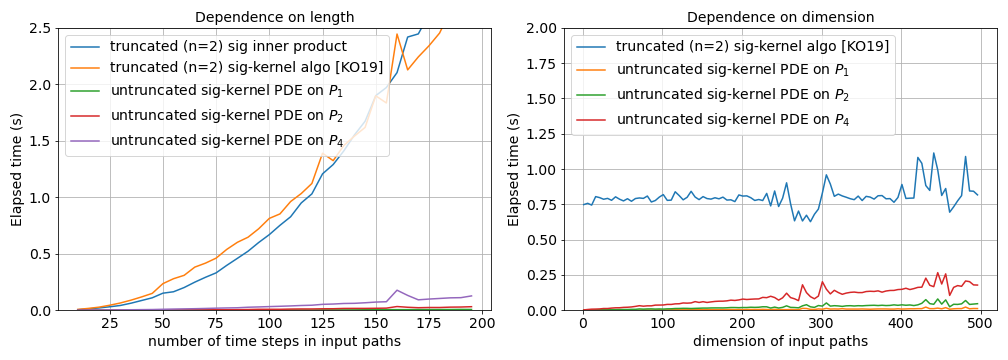 Dependence on length
Elapsed time (s)
2.5
2.0
1.5
1.0
0.5
0.0
truncated (n=2) sig inner product
truncated (n=2) sig-kernel algo [KO19]
untruncated sig-kernel PDE on P₁
untruncated sig-kernel PDE on P₂
untruncated sig-kernel PDE on P₄
25 50 75 100 125 150 175 200
number of time steps in input paths
Dependence on dimension
Elapsed time (s)
2.00
1.75
1.50
1.25
1.00
0.75
0.50
0.25
0.00
truncated (n=2) sig-kernel algo [KO19]
untruncated sig-kernel PDE on P₁
untruncated sig-kernel PDE on P₂
untruncated sig-kernel PDE on P₄
0 100 200 300 400 500
dimension of input paths